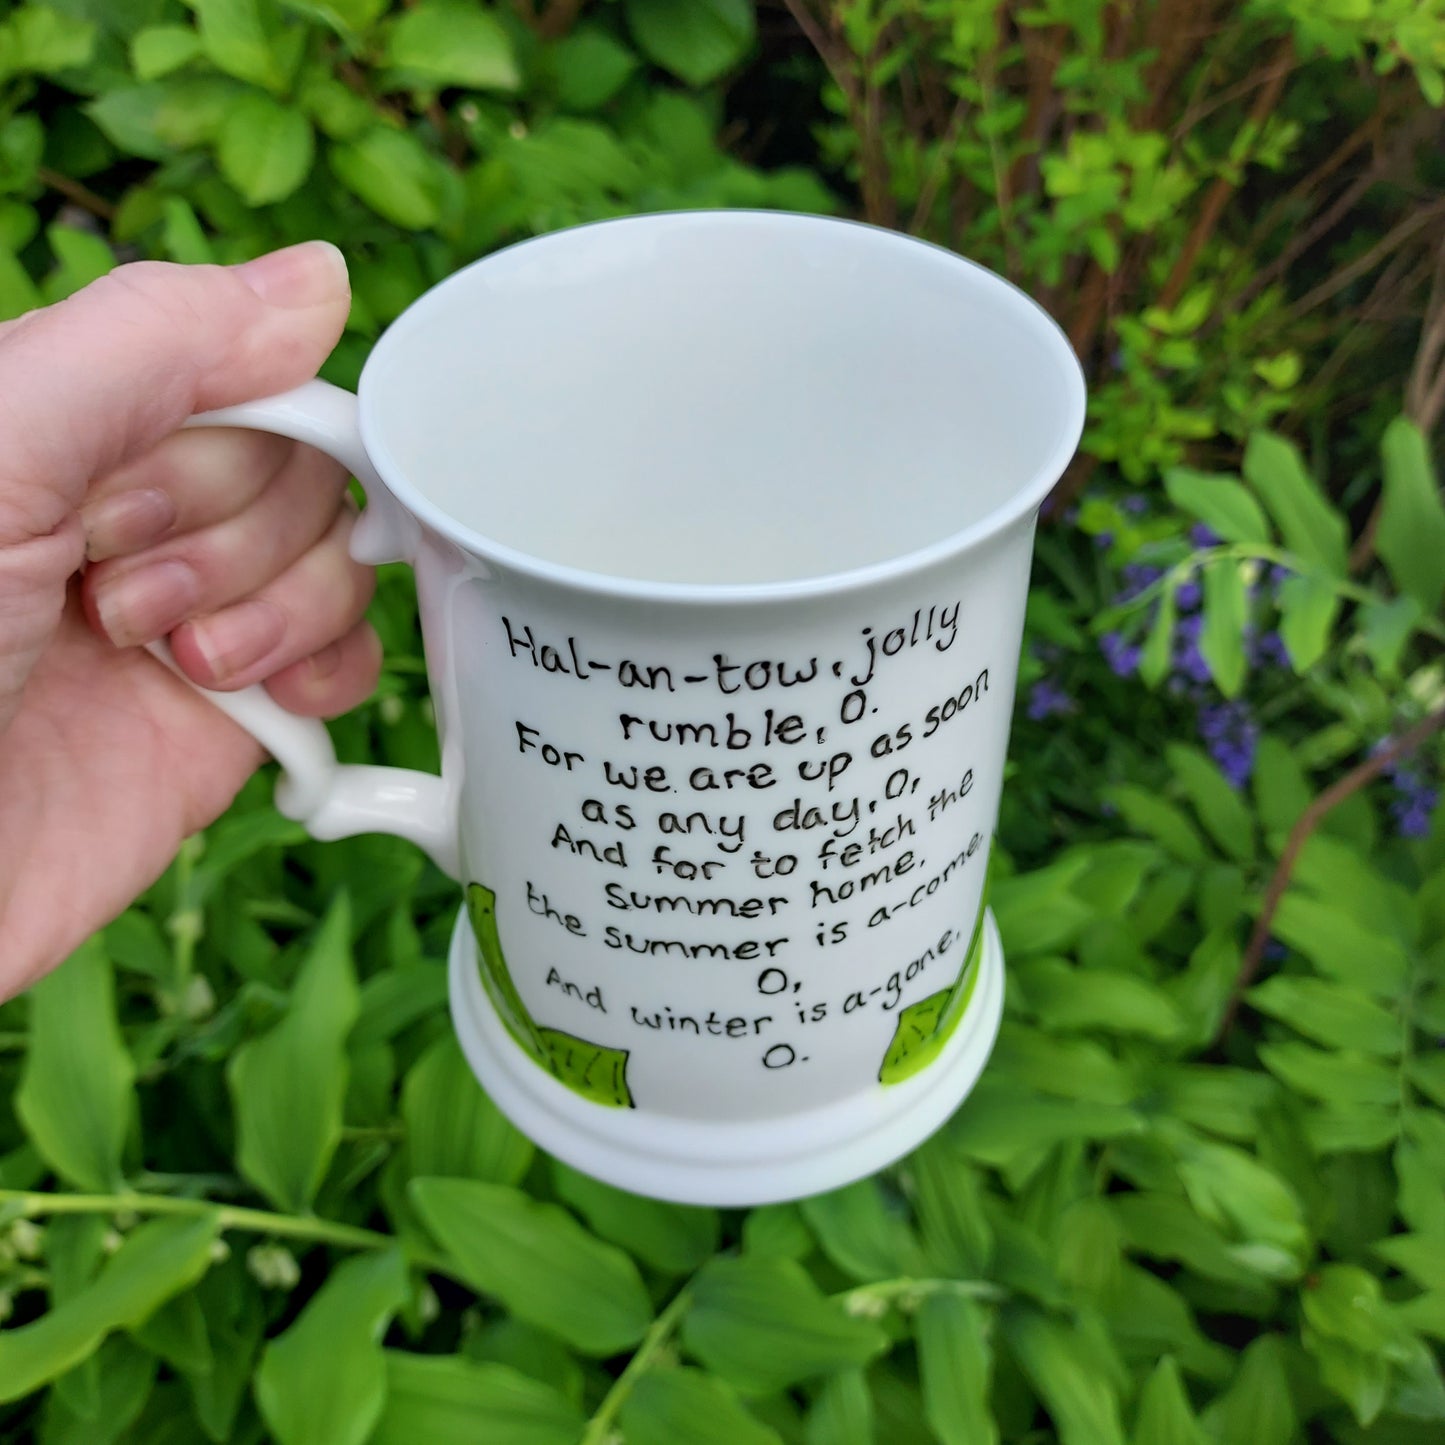 Hal-an-tow, jolly
rumble, O.
For we are up as soon
as any day, O,
And for to fetch the
Summer home,
the summer is a-come
O,
And winter is a-gone,
O.